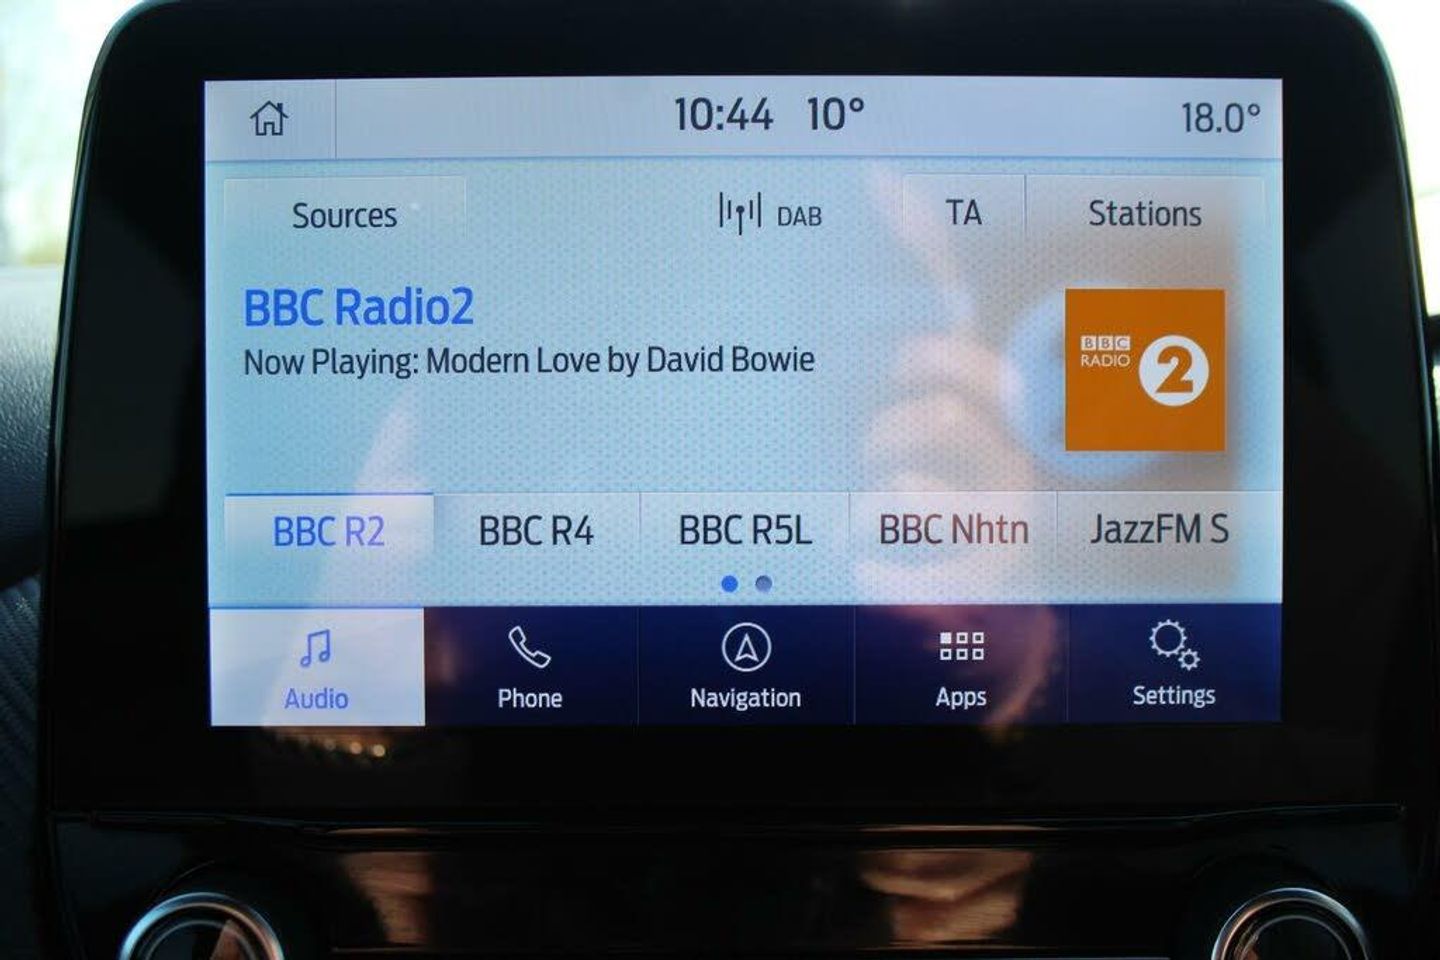 10:44 10° 18.0°
Sources DAB TA Stations
BBC Radio2
Now Playing: Modern Love by David Bowie
BBC
RADIO 2
BBC R2 BBC R4 BBC R5L BBC Nhtn JazzFM S
Audio Phone Navigation Apps Settings